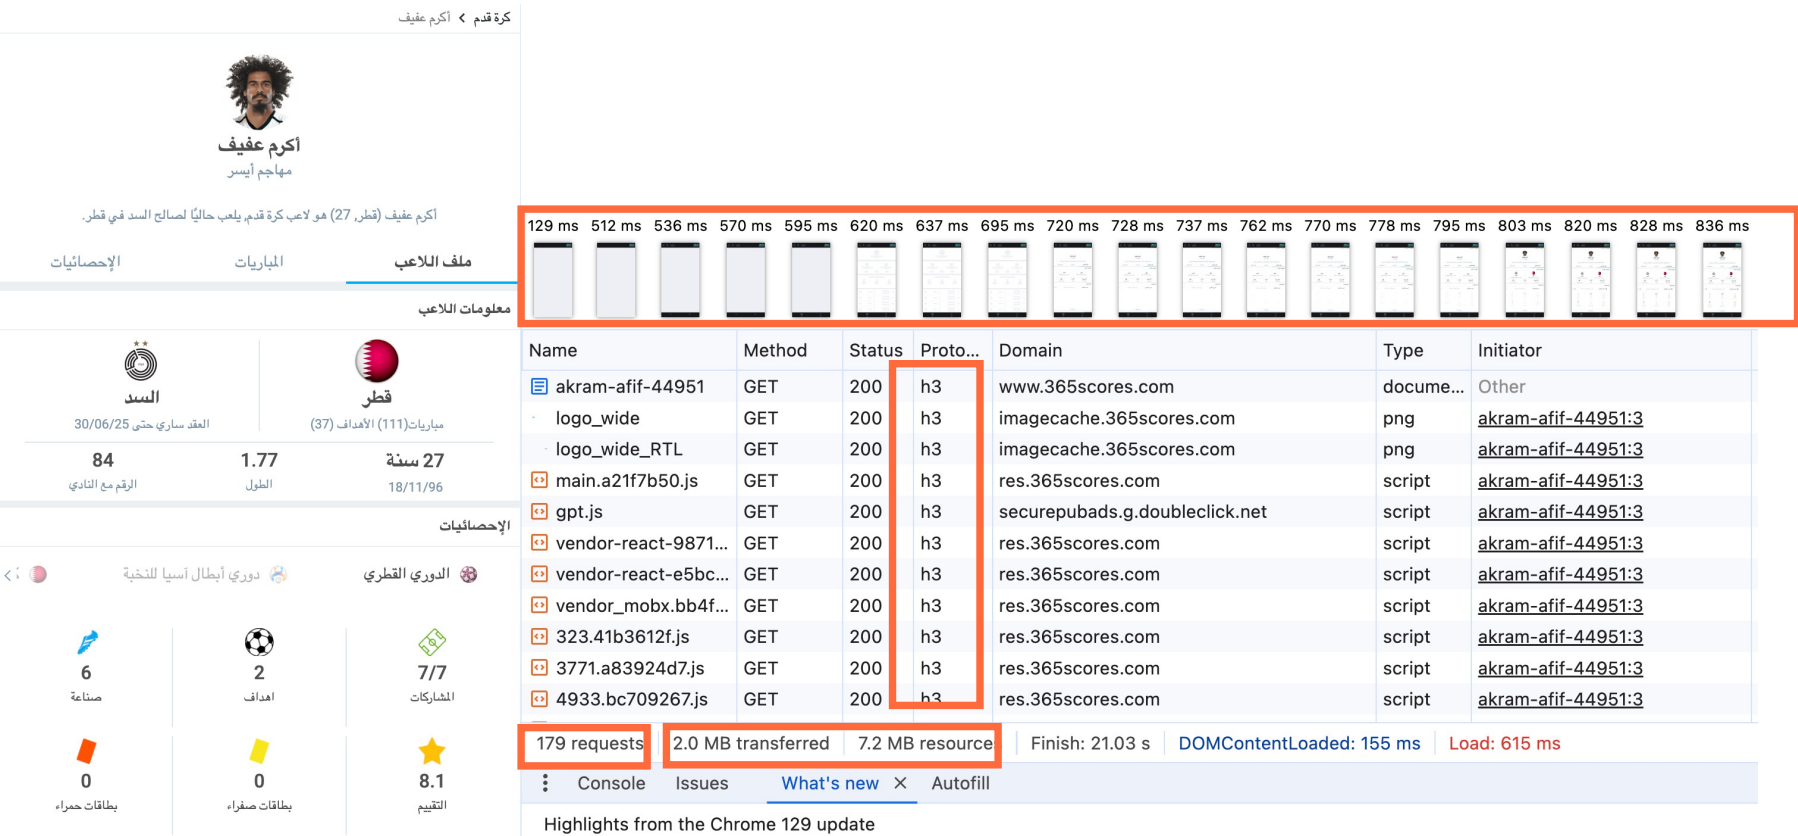 كرة قدم
أكرم عفيف
أكرم عفيف
مهاجم أيسر
أكرم عفيف (قطر, 27) هو لاعب كرة قدم, يلعب حاليًا لصالح السد في قطر.
ملف اللاعب
المباريات
الإحصائيات
معلومات اللاعب
قطر
السد
مباريات(111) الأهداف (37)
العقد ساري حتى 30/06/25
27 سنة
1.77
84
18/11/96
الطول
الرقم مع النادي
الإحصائيات
الدوري القطري
دوري أبطال آسيا للنخبة
7/7
2
6
المشاركات
اهداف
صناعة
8.1
0
0
التقييم
بطاقات صفراء
بطاقات حمراء
129 ms 512 ms 536 ms 570 ms 595 ms 620 ms 637 ms 695 ms 720 ms 728 ms 737 ms 762 ms 770 ms 778 ms 795 ms 803 ms 820 ms 828 ms 836 ms
Name Method Status Proto... Domain Type Initiator
akram-afif-44951 GET 200 h3 www.365scores.com docume... Other
logo_wide GET 200 h3 imagecache.365scores.com png akram-afif-44951:3
logo_wide_RTL GET 200 h3 imagecache.365scores.com png akram-afif-44951:3
main.a21f7b50.js GET 200 h3 res.365scores.com script akram-afif-44951:3
gpt.js GET 200 h3 securepubads.g.doubleclick.net script akram-afif-44951:3
vendor-react-9871... GET 200 h3 res.365scores.com script akram-afif-44951:3
vendor-react-e5bc... GET 200 h3 res.365scores.com script akram-afif-44951:3
vendor_mobx.bb4f... GET 200 h3 res.365scores.com script akram-afif-44951:3
323.41b3612f.js GET 200 h3 res.365scores.com script akram-afif-44951:3
3771.a83924d7.js GET 200 h3 res.365scores.com script akram-afif-44951:3
4933.bc709267.js GET 200 h3 res.365scores.com script akram-afif-44951:3
179 requests 2.0 MB transferred 7.2 MB resources Finish: 21.03 s DOMContentLoaded: 155 ms Load: 615 ms
Console Issues What's new Autofill
Highlights from the Chrome 129 update